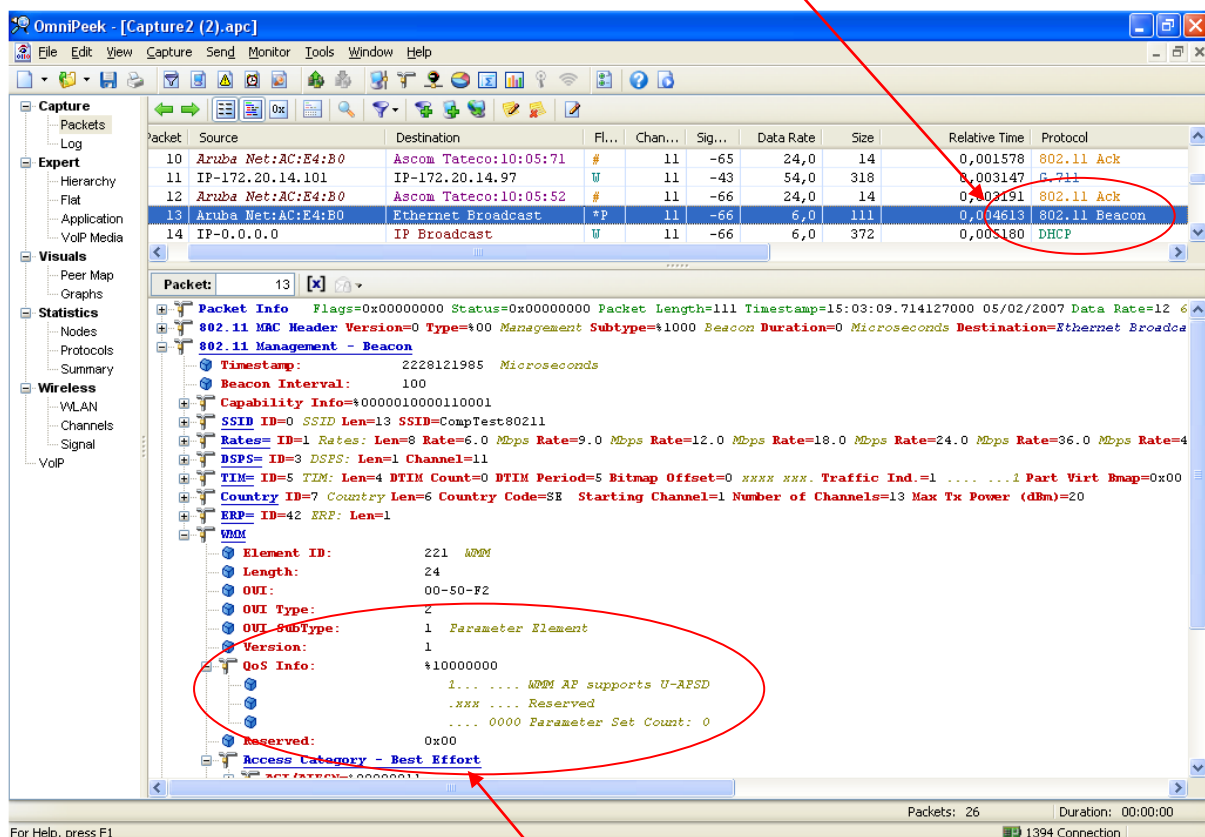 OmniPeek - [Capture2 (2).apc]
File Edit View Capture Send Monitor Tools Window Help
Capture
Packets
Log
Expert
Hierarchy
Flat
Application
VoIP Media
Visuals
Peer Map
Graphs
Statistics
Nodes
Protocols
Summary
Wireless
WLAN
Channels
Signal
VoIP
Packet Source Destination Fl... Chan... Sig... Data Rate Size Relative Time Protocol
10 Aruba Net:AC:E4:B0 Ascom Tateco:10:05:71 # 11 -65 24,0 14 0,001578 802.11 Ack
11 IP-172.20.14.101 IP-172.20.14.97 W 11 -43 54,0 318 0,003147 G.711
12 Aruba Net:AC:E4:B0 Ascom Tateco:10:05:52 # 11 -66 24,0 14 0,003191 802.11 Ack
13 Aruba Net:AC:E4:B0 Ethernet Broadcast *P 11 -66 6,0 111 0,004613 802.11 Beacon
14 IP-0.0.0.0 IP Broadcast W 11 -66 6,0 372 0,005180 DHCP
Packet: 13 [x]
Packet Info Flags=0x00000000 Status=0x00000000 Packet Length=111 Timestamp=15:03:09.714127000 05/02/2007 Data Rate=12 6
802.11 MAC Header Version=0 Type=%00 Management Subtype=%1000 Beacon Duration=0 Microseconds Destination=Ethernet Broadca
802.11 Management - Beacon
Timestamp: 2228121985 Microseconds
Beacon Interval: 100
Capability Info=%0000010000110001
SSID ID=0 SSID Len=13 SSID=CompTest80211
Rates= ID=1 Rates: Len=8 Rate=6.0 Mbps Rate=9.0 Mbps Rate=12.0 Mbps Rate=18.0 Mbps Rate=24.0 Mbps Rate=36.0 Mbps Rate=4
DSPS= ID=3 DSPS: Len=1 Channel=11
TIM= ID=5 TIM: Len=4 DTIM Count=0 DTIM Period=5 Bitmap Offset=0 xxxx xxx. Traffic Ind.=1 .... ...1 Part Virt Bmap=0x00
Country ID=7 Country Len=6 Country Code=SE Starting Channel=1 Number of Channels=13 Max Tx Power (dBm)=20
ERP= ID=42 ERP: Len=1
WMM
Element ID: 221 WMM
Length: 24
OUI: 00-50-F2
OUI Type: 2
OUI SubType: 1 Parameter Element
Version: 1
QoS Info: %10000000
1... .... WMM AP supports U-APSD
.xxx .... Reserved
.... 0000 Parameter Set Count: 0
Reserved: 0x00
Access Category - Best Effort
ACI/AIFSN=%00000011
Packets: 26 Duration: 00:00:00
For Help, press F1 1394 Connection